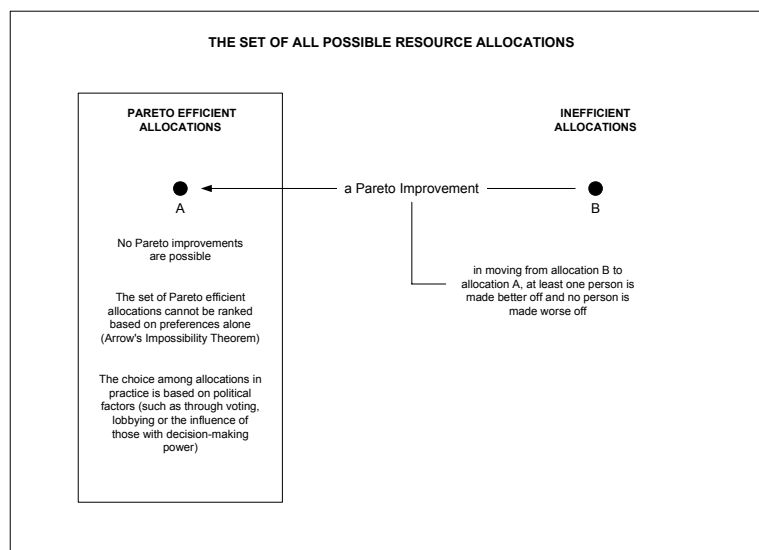 THE SET OF ALL POSSIBLE RESOURCE ALLOCATIONS
PARETO EFFICIENT
ALLOCATIONS
INEFFICIENT
ALLOCATIONS
a Pareto Improvement
A
B
No Pareto improvements
are possible
The set of Pareto efficient
allocations cannot be ranked
based on preferences alone
(Arrow's Impossibility Theorem)
The choice among allocations in
practice is based on political
factors (such as through voting,
lobbying or the influence of
those with decision-making
power)
in moving from allocation B to
allocation A, at least one person is
made better off and no person is
made worse off